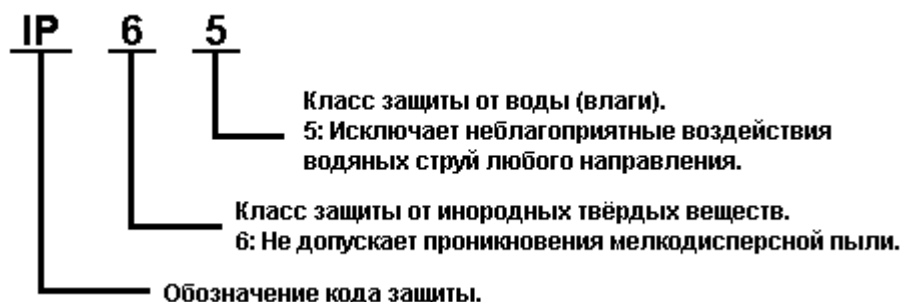 IP 6 5
Класс защиты от воды (влаги).
5: Исключает неблагоприятные воздействия
водяных струй любого направления.
Класс защиты от инородных твёрдых веществ.
6: Не допускает проникновения мелкодисперсной пыли.
Обозначение кода защиты.